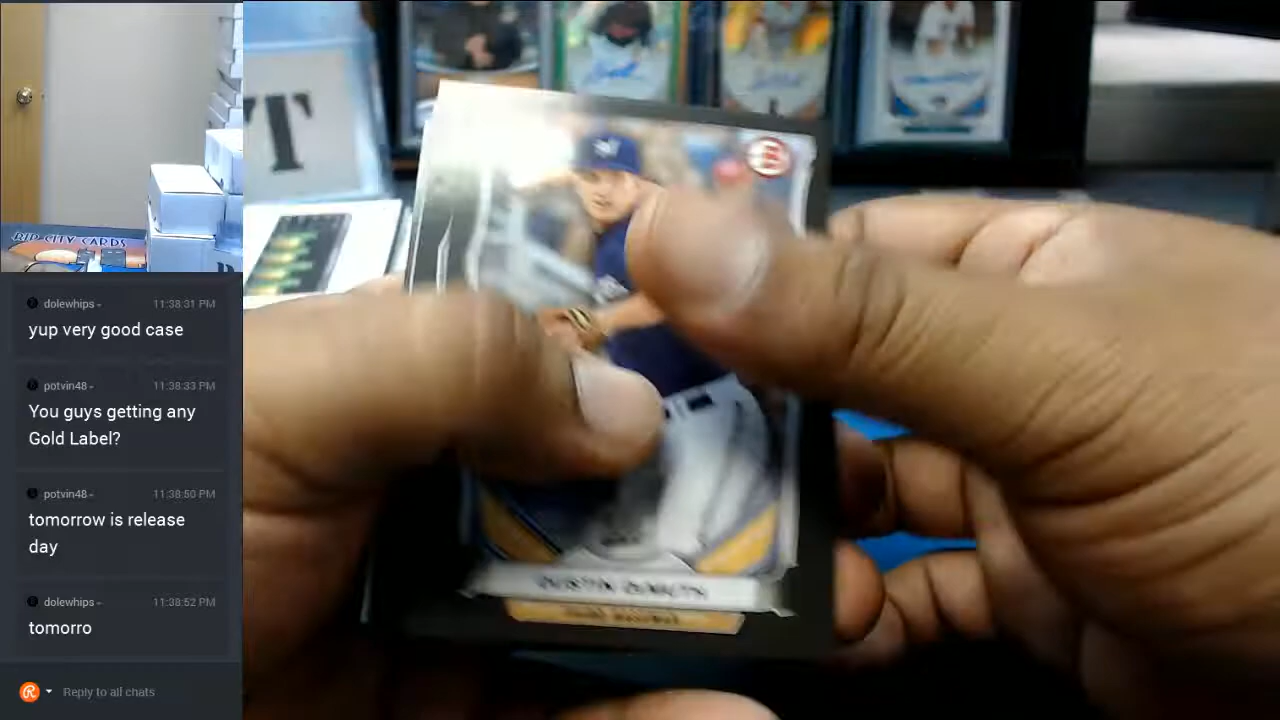 T
RIP CITY CARDS
dolewhips 11:38:31 PM
yup very good case
potvin48 11:38:33 PM
You guys getting any
Gold Label?
potvin48 11:38:50 PM
tomorrow is release
day
dolewhips 11:38:52 PM
tomorro
Reply to all chats
DUSTIN DEMUTH